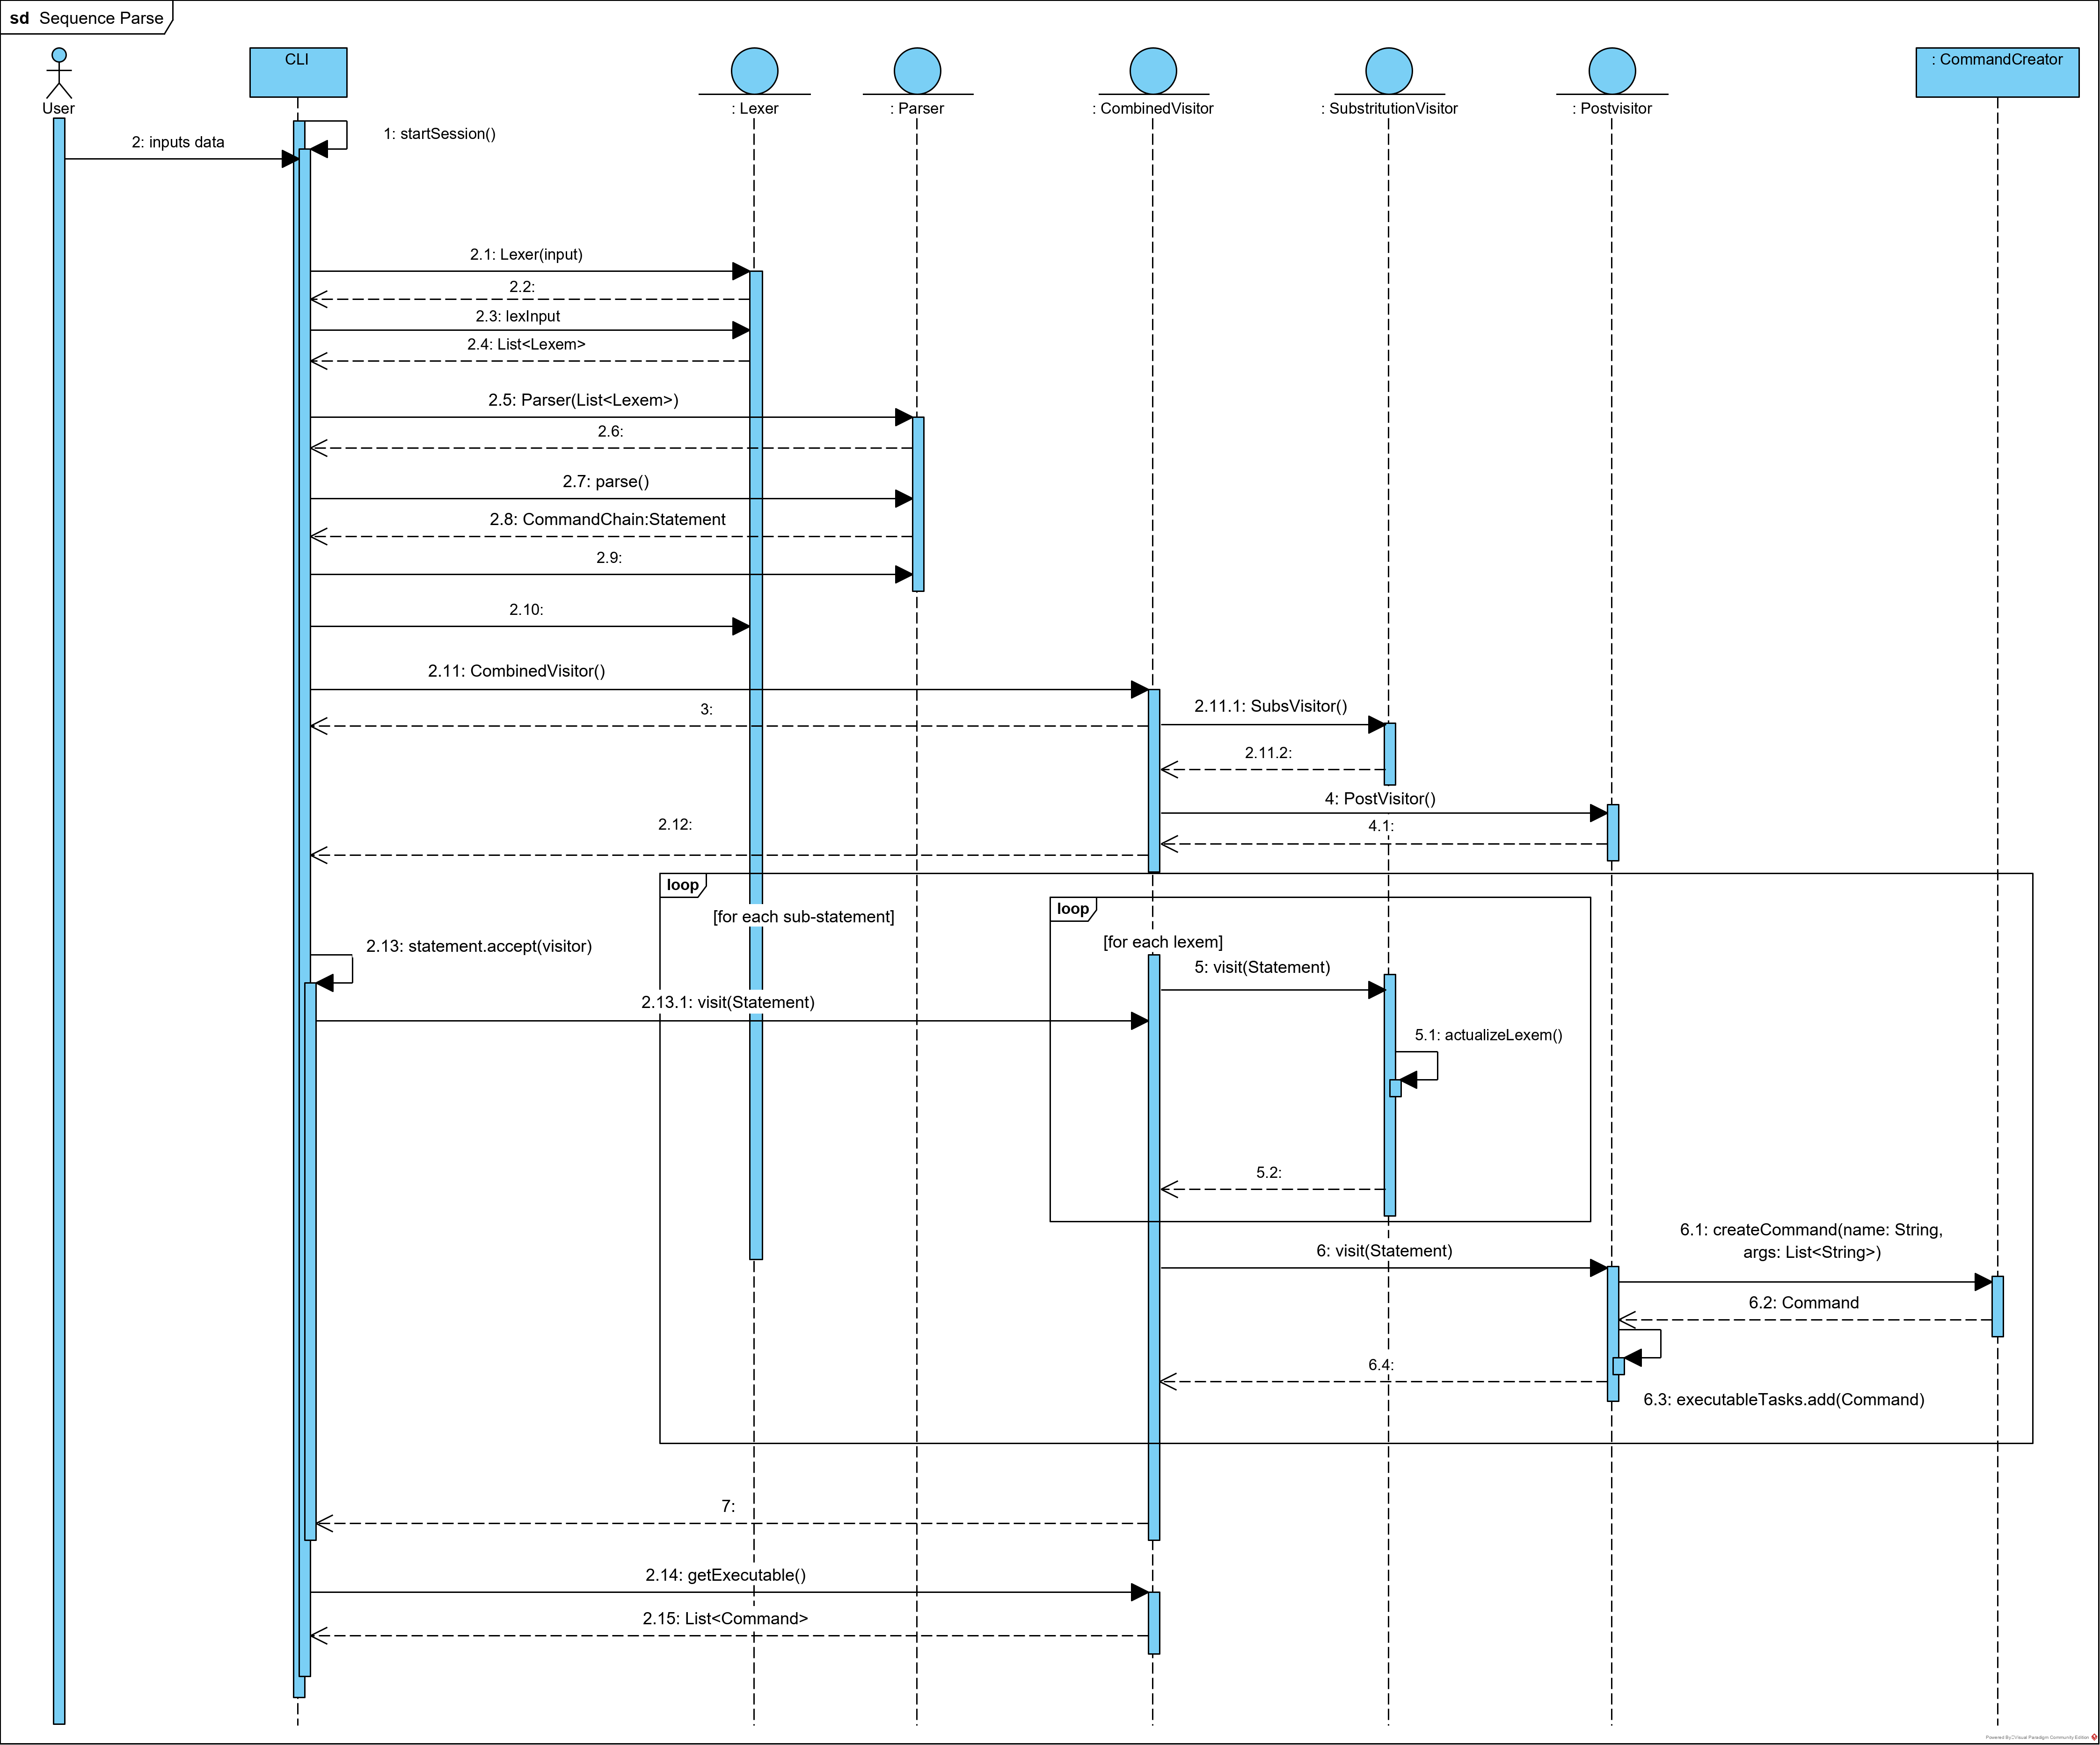 sd Sequence Parse
User
CLI
: Lexer
: Parser
: CombinedVisitor
: SubstritutionVisitor
: Postvisitor
: CommandCreator
1: startSession()
2: inputs data
2.1: Lexer(input)
2.2:
2.3: lexInput
2.4: List<Lexem>
2.5: Parser(List<Lexem>)
2.6:
2.7: parse()
2.8: CommandChain:Statement
2.9:
2.10:
2.11: CombinedVisitor()
2.11.1: SubsVisitor()
3:
2.11.2:
4: PostVisitor()
2.12:
4.1:
loop
[for each sub-statement]
loop
[for each lexem]
2.13: statement.accept(visitor)
5: visit(Statement)
2.13.1: visit(Statement)
5.1: actualizeLexem()
5.2:
6: visit(Statement)
6.1: createCommand(name: String,
args: List<String>)
6.2: Command
6.4:
6.3: executableTasks.add(Command)
7:
2.14: getExecutable()
2.15: List<Command>
Powered By Visual Paradigm Community Edition